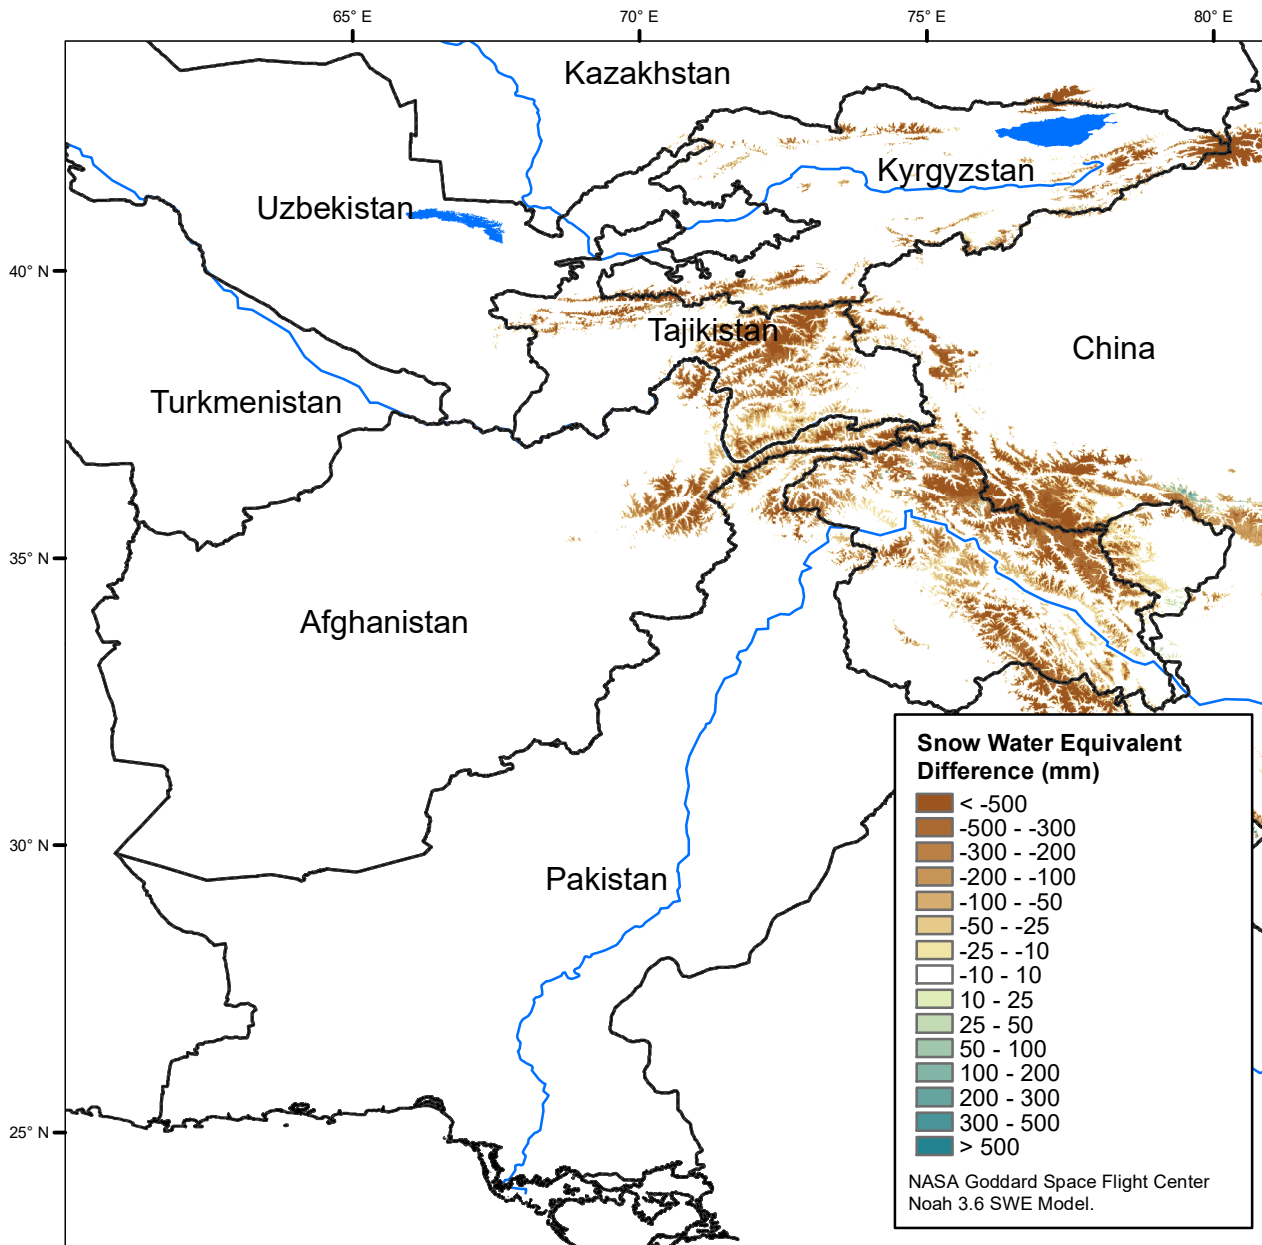 65° E
70° E
75° E
80° E
Kazakhstan
Kyrgyzstan
Uzbekistan
40° N
Tajikistan
China
Turkmenistan
35° N
Afghanistan
30° N
Pakistan
25° N
Snow Water Equivalent
Difference (mm)
< -500
-500 - -300
-300 - -200
-200 - -100
-100 - -50
-50 - -25
-25 - -10
-10 - 10
10 - 25
25 - 50
50 - 100
100 - 200
200 - 300
300 - 500
> 500
NASA Goddard Space Flight Center
Noah 3.6 SWE Model.